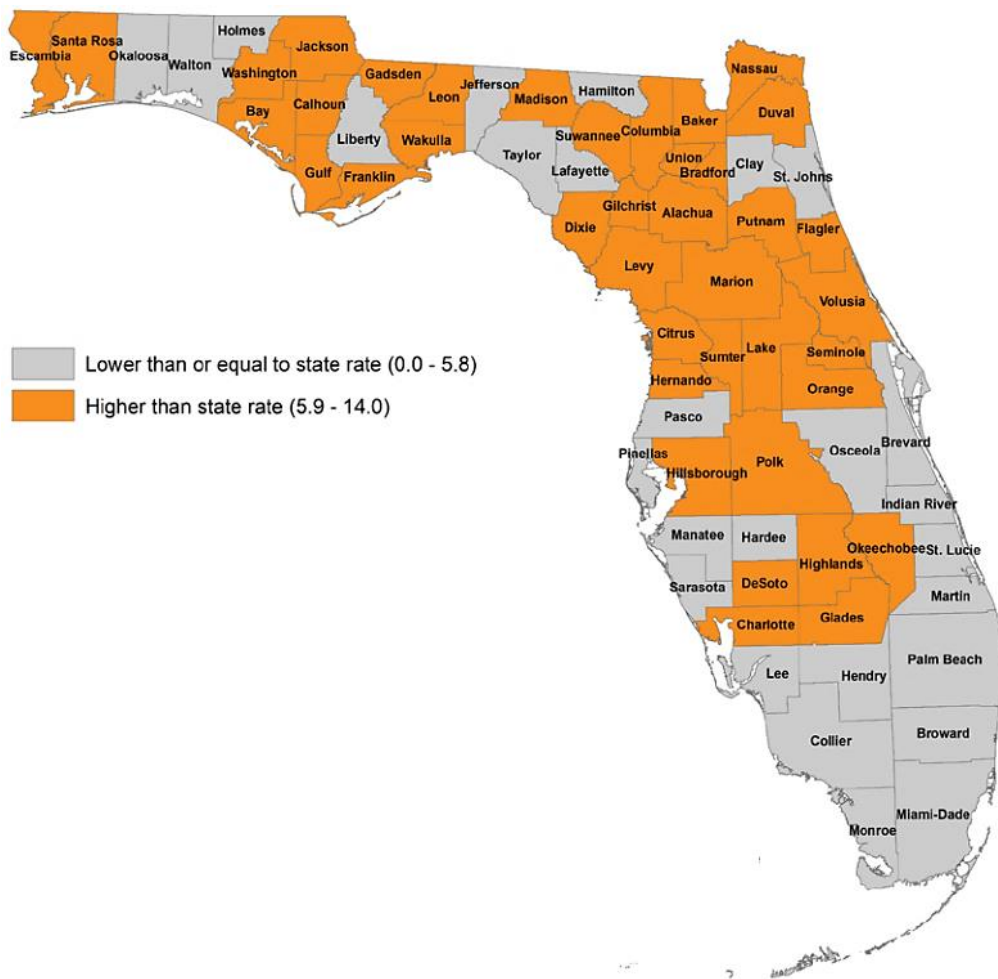 Holmes
Jackson
Escambia
Santa Rosa
Okaloosa
Walton
Washington
Gadsden
Jefferson
Hamilton
Nassau
Bay
Calhoun
Leon
Madison
Baker
Duval
Liberty
Wakulla
Suwannee
Columbia
Taylor
Union
Clay
Gulf
Franklin
Lafayette
Bradford
St. Johns
Gilchrist
Alachua
Putnam
Dixie
Flagler
Levy
Marion
Volusia
Citrus
Lake
Sumter
Seminole
Lower than or equal to state rate (0.0 - 5.8)
Hernando
Orange
Higher than state rate (5.9 - 14.0)
Pasco
Brevard
Osceola
Pinellas
Polk
Hillsborough
Indian River
Manatee
Hardee
Okeechobee
St. Lucie
Highlands
Sarasota
DeSoto
Martin
Charlotte
Glades
Palm Beach
Lee
Hendry
Broward
Collier
Miami-Dade
Monroe